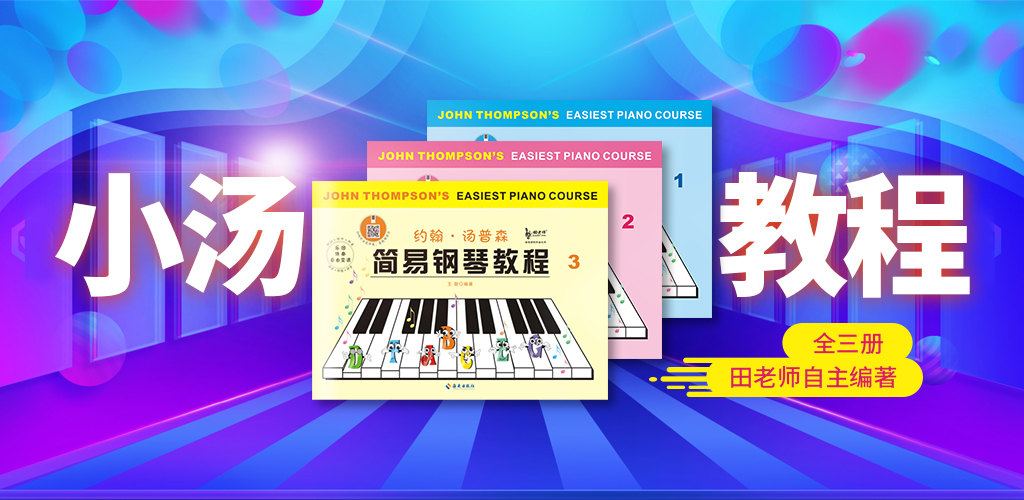 小汤
教程
JOHN THOMPSON'S EASIEST PIANO COURSE
1
JOHN THOMPSON'S EASIEST PIANO COURSE
2
JOHN THOMPSON'S EASIEST PIANO COURSE
约翰·汤普森
简易钢琴教程 3
全三册
田老师自主编著